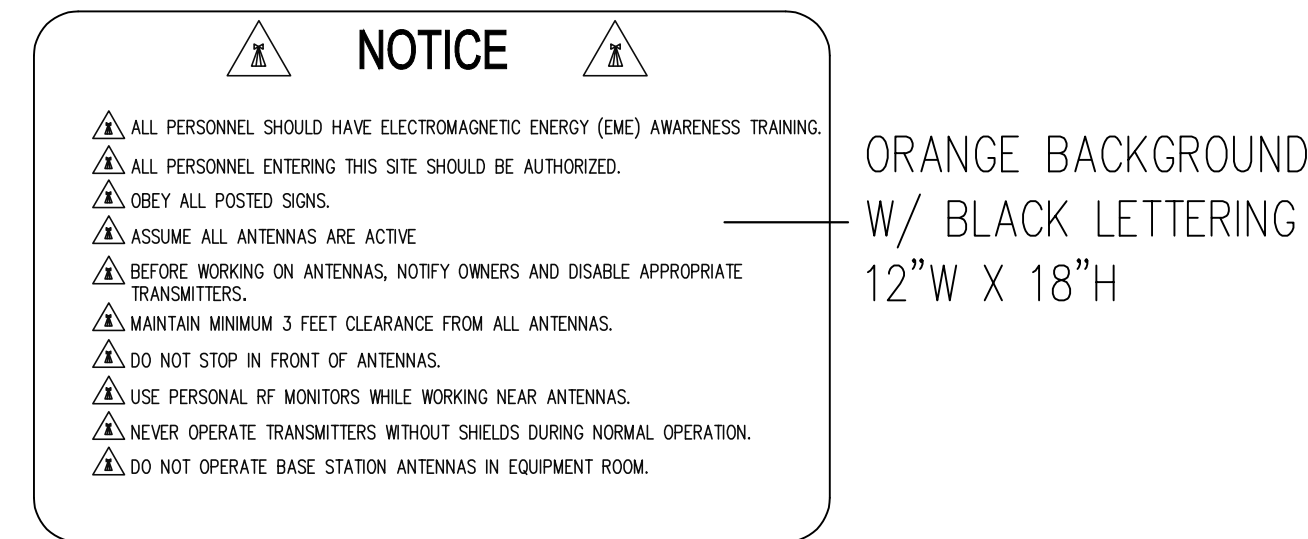 NOTICE
ALL PERSONNEL SHOULD HAVE ELECTROMAGNETIC ENERGY (EME) AWARENESS TRAINING.
ALL PERSONNEL ENTERING THIS SITE SHOULD BE AUTHORIZED.
OBEY ALL POSTED SIGNS.
ASSUME ALL ANTENNAS ARE ACTIVE
BEFORE WORKING ON ANTENNAS, NOTIFY OWNERS AND DISABLE APPROPRIATE
TRANSMITTERS.
MAINTAIN MINIMUM 3 FEET CLEARANCE FROM ALL ANTENNAS.
DO NOT STOP IN FRONT OF ANTENNAS.
USE PERSONAL RF MONITORS WHILE WORKING NEAR ANTENNAS.
NEVER OPERATE TRANSMITTERS WITHOUT SHIELDS DURING NORMAL OPERATION.
DO NOT OPERATE BASE STATION ANTENNAS IN EQUIPMENT ROOM.
ORANGE BACKGROUND
W/ BLACK LETTERING
12"W X 18"H